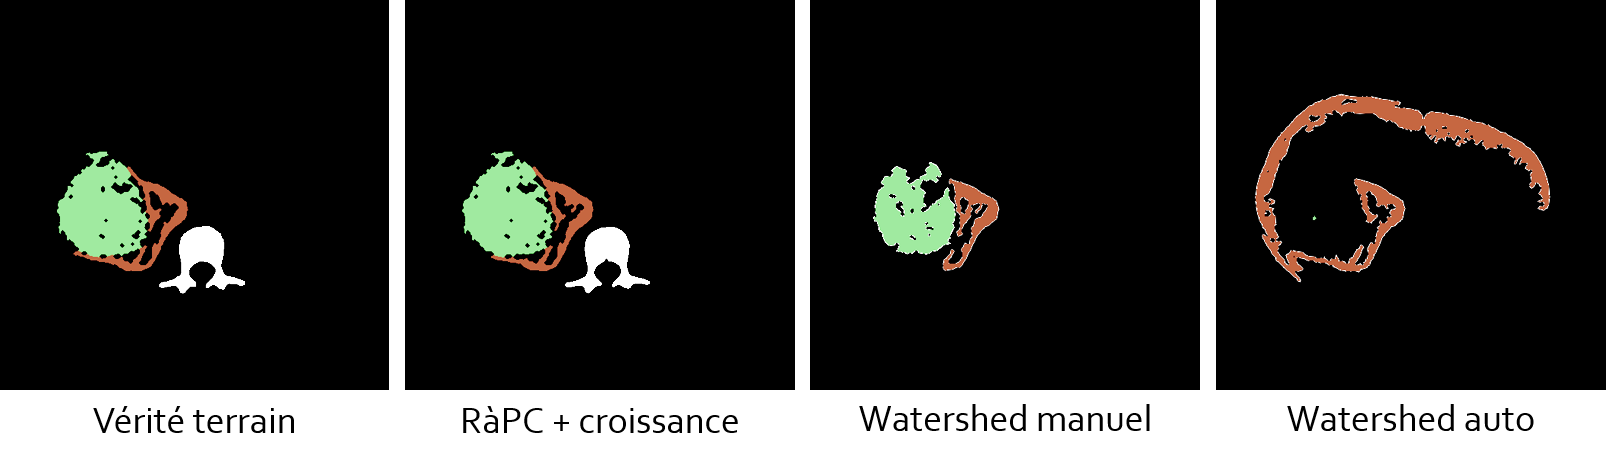 Vérité terrain
RàPC + croissance
Watershed manuel
Watershed auto